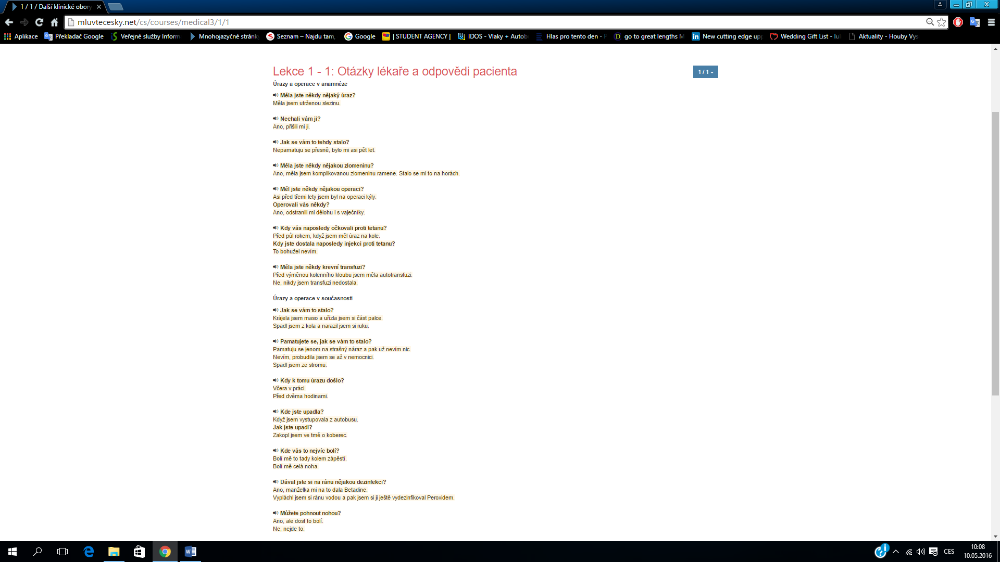 1 / 1 / Další klinické obory
mluvtecesky.net/cs/courses/medical3/1/1
Aplikace Překladač Google Veřejné služby Inform Mnohojazyčné stránk Seznam – Najdu tam, Google | STUDENT AGENCY | IDOS - Vlaky + Autob Hlas pro tento den - go to great lengths New cutting edge upp Wedding Gift List - Aktuality - Houby Vys
Lekce 1 - 1: Otázky lékaře a odpovědi pacienta
1 / 1
Úrazy a operace v anamnéze
Měla jste někdy nějaký úraz?
Měla jsem utrženou slezinu.
Nechali vám ji?
Ano, přišili mi ji.
Jak se vám to tehdy stalo?
Nepamatuju se přesně, bylo mi asi pět let.
Měla jste někdy nějakou zlomeninu?
Ano, měla jsem komplikovanou zlomeninu ramene. Stalo se mi to na horách.
Měl jste někdy nějakou operaci?
Asi před třemi lety jsem byl na operaci kýly.
Operovali vás někdy?
Ano, odstranili mi dělohu i s vaječníky.
Kdy vás naposledy očkovali proti tetanu?
Před půl rokem, když jsem měl úraz na kole.
Kdy jste dostala naposledy injekci proti tetanu?
To bohužel nevím.
Měla jste někdy krevní transfuzi?
Před výměnou kolenního kloubu jsem měla autotransfuzi.
Ne, nikdy jsem transfuzi nedostala.
Úrazy a operace v současnosti
Jak se vám to stalo?
Krájela jsem maso a uřízla jsem si část palce.
Spadl jsem z kola a narazil jsem si ruku.
Pamatujete se, jak se vám to stalo?
Pamatuju se jenom na strašný náraz a pak už nevím nic.
Nevím, probudila jsem se až v nemocnici.
Spadl jsem ze stromu.
Kdy k tomu úrazu došlo?
Včera v práci.
Před dvěma hodinami.
Kde jste upadla?
Když jsem vystupovala z autobusu.
Jak jste upadl?
Zakopl jsem ve tmě o koberec.
Kde vás to nejvíc bolí?
Bolí mě to tady kolem zápěstí.
Bolí mě celá noha.
Dával jste si na ránu nějakou dezinfekci?
Ano, manželka mi na to dala Betadine.
Vypláchl jsem si ránu vodou a pak jsem si ji ještě vydezinfikoval Peroxidem.
Můžete pohnout nohou?
Ano, ale dost to bolí.
Ne, nejde to.
CES
10:08
10.05.2016